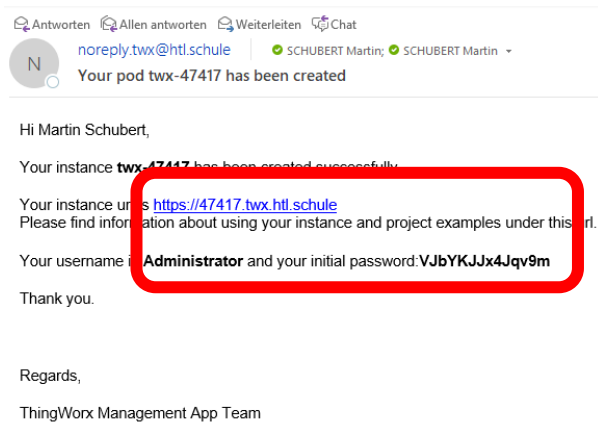 Antworten Allen antworten Weiterleiten Chat
N
noreply.twx@htl.schule SCHUBERT Martin; SCHUBERT Martin
Your pod twx-47417 has been created
Hi Martin Schubert,
Your instance twx-47417 has been created successfully
Your instance ur s https://47417.twx.htl.schule
Please find information about using your instance and project examples under this rl.
Your username i Administrator and your initial password:VJbYKJJx4Jqv9m
Thank you.
Regards,
ThingWorx Management App Team